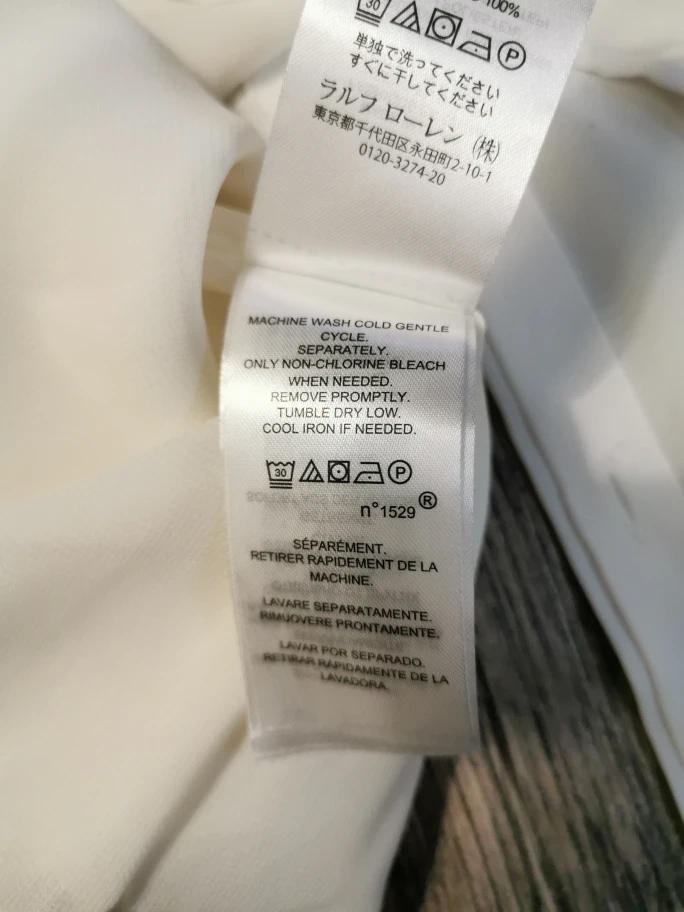 100%
30 P
単独で洗ってください
すぐに干してください
ラルフ ローレン (株)
東京都千代田区永田町2-10-1
0120-3274-20
MACHINE WASH COLD GENTLE
CYCLE.
SEPARATELY.
ONLY NON-CHLORINE BLEACH
WHEN NEEDED.
REMOVE PROMPTLY.
TUMBLE DRY LOW.
COOL IRON IF NEEDED.
30 P
n°1529®
SÉPARÉMENT.
RETIRER RAPIDEMENT DE LA
MACHINE.
LAVARE SEPARATAMENTE.
RIMUOVERE PRONTAMENTE.
LAVAR POR SEPARADO.
RETIRAR RÁPIDAMENTE DE LA
LAVADORA.